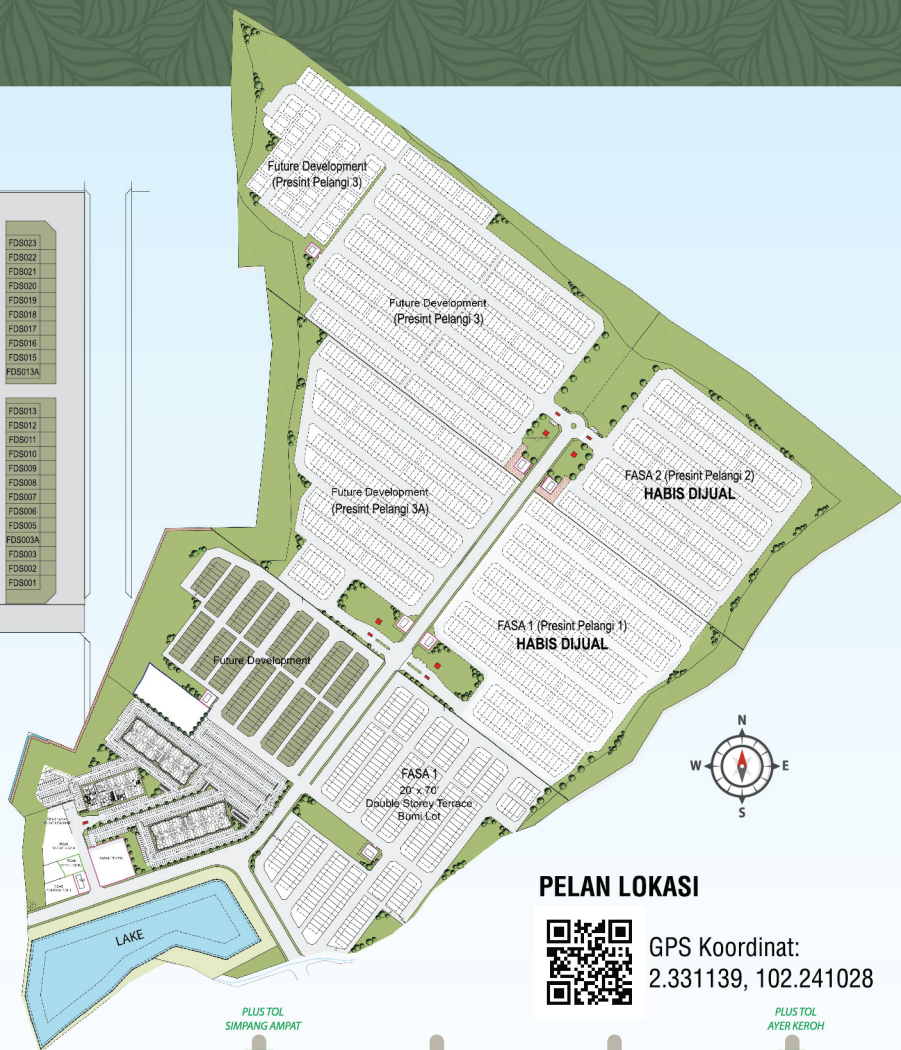 Future Development
(Presint Pelangi 3)
FDS023
FDS022
FDS021
FDS020
FDS019
FDS018
FDS017
FDS016
FDS015
FDS013A
Future Development
(Presint Pelangi 3)
FDS013
FDS012
FDS011
FDS010
FDS009
FDS008
FDS007
FDS006
FDS005
FDS003A
FDS003
FDS002
FDS001
FASA 2 (Presint Pelangi 2)
HABIS DIJUAL
Future Development
(Presint Pelangi 3A)
FASA 1 (Presint Pelangi 1)
HABIS DIJUAL
Future Development
FASA 1
20' x 70'
Double Storey Terrace
Bumi Lot
N
W
E
S
LAKE
PELAN LOKASI
GPS Koordinat:
2.331139, 102.241028
PLUS TOL
SIMPANG AMPAT
PLUS TOL
AYER KEROH